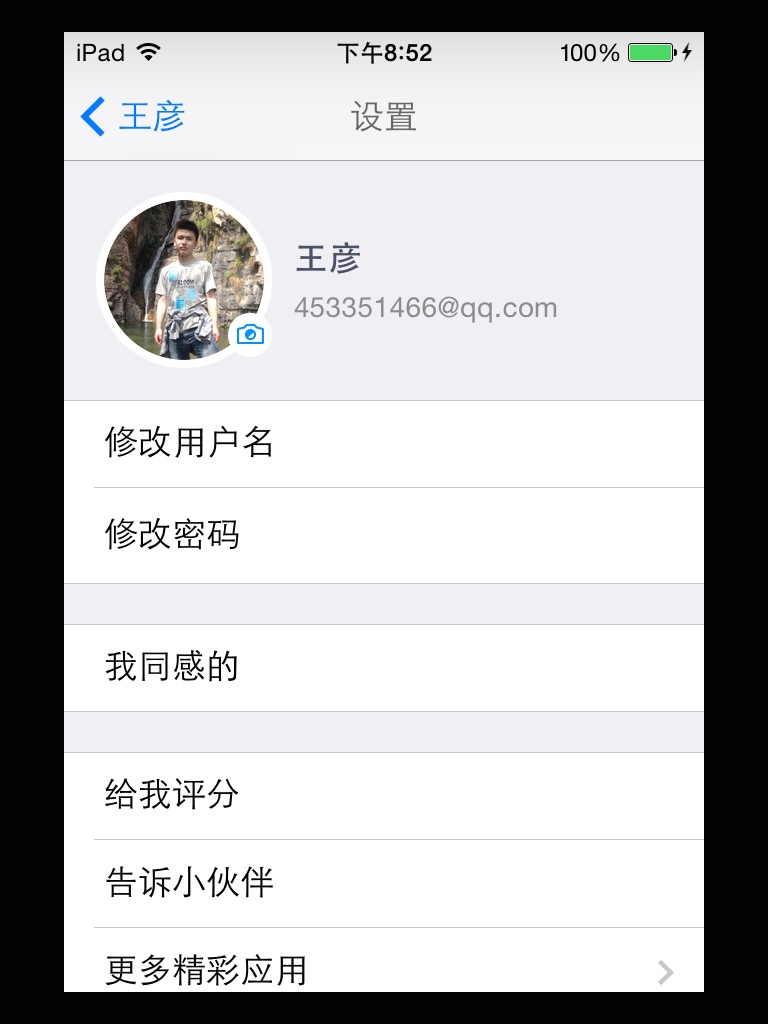 iPad 下午8:52 100%
王彦 设置
王彦
453351466@qq.com
修改用户名
修改密码
我同感的
给我评分
告诉小伙伴
更多精彩应用